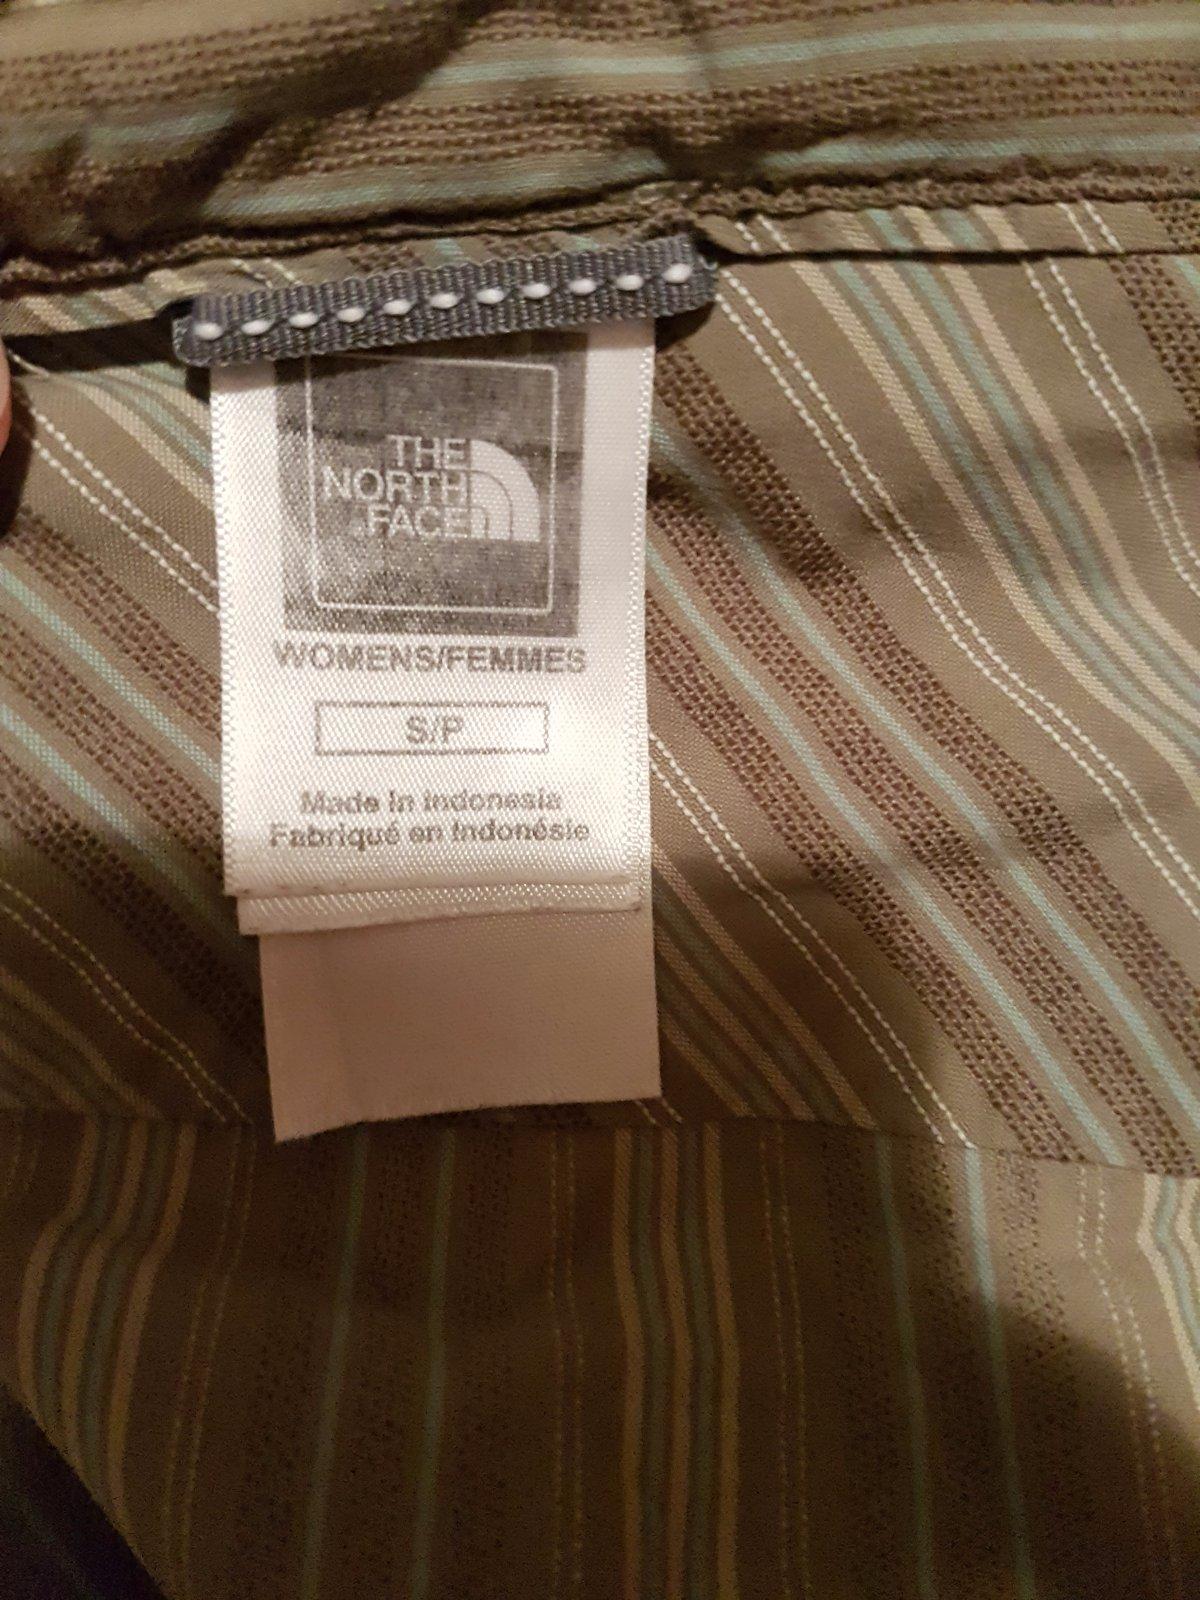 THE
NORTH
FACE
WOMENS/FEMMES
S/P
Made in Indonesia
Fabriqué en Indonésie